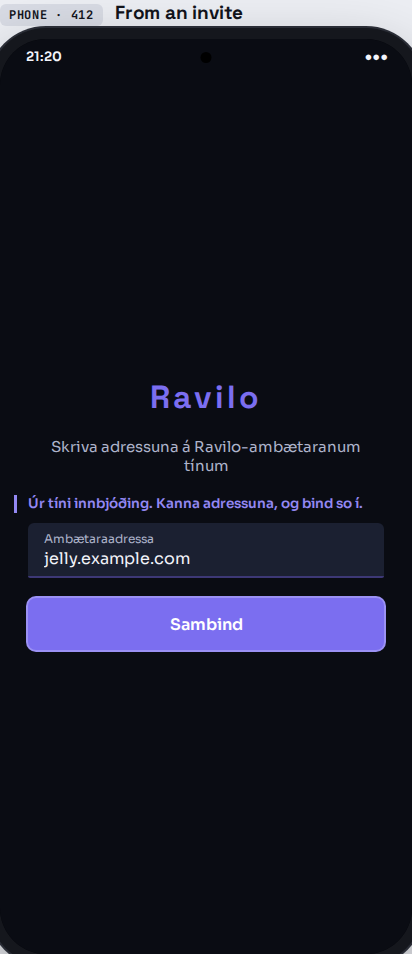 PHONE · 412 From an invite
21:20
Ravilo
Skriva adressuna á Ravilo-ambætaranum
tínum
Úr tíni innbjóðing. Kanna adressuna, og bind so í.
Ambætaraadressa
jelly.example.com
Sambind